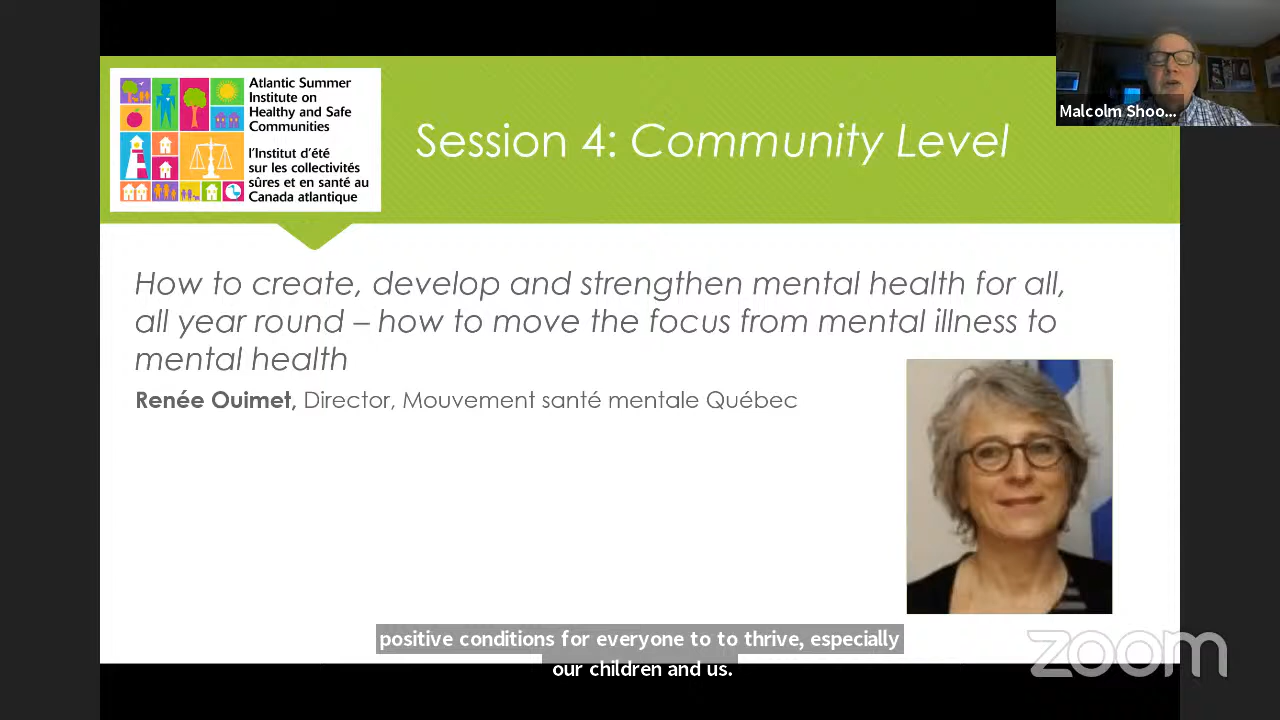 Malcolm Shoo...
Atlantic Summer
Institute on
Healthy and Safe
Communities
l'Institut d'été
sur les collectivités
sûres et en santé au
Canada atlantique
Session 4: Community Level
How to create, develop and strengthen mental health for all,
all year round – how to move the focus from mental illness to
mental health
Renée Ouimet, Director, Mouvement santé mentale Québec
positive conditions for everyone to to thrive, especially
our children and us.
zoom